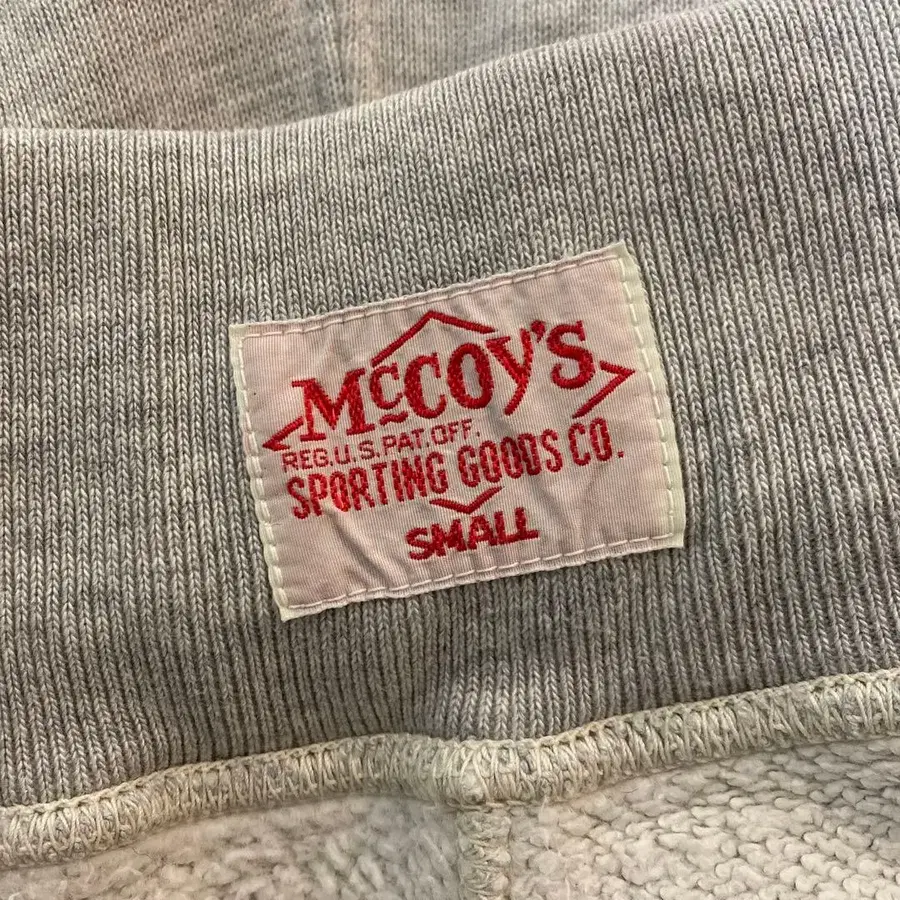 McCOY'S
REG.U.S.PAT.OFF.
SPORTING GOODS CO.
SMALL